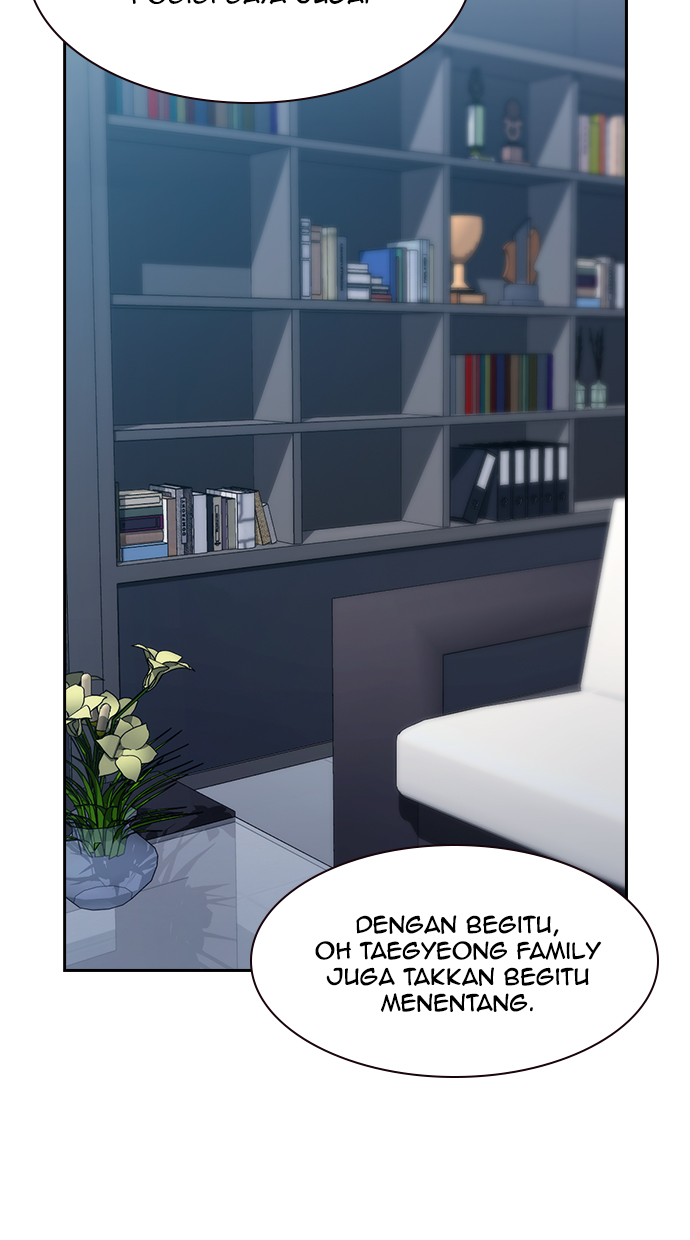 DENGAN BEGITU,
OH TAEGYEONG FAMILY
JUGA TAKKAN BEGITU
MENENTANG.